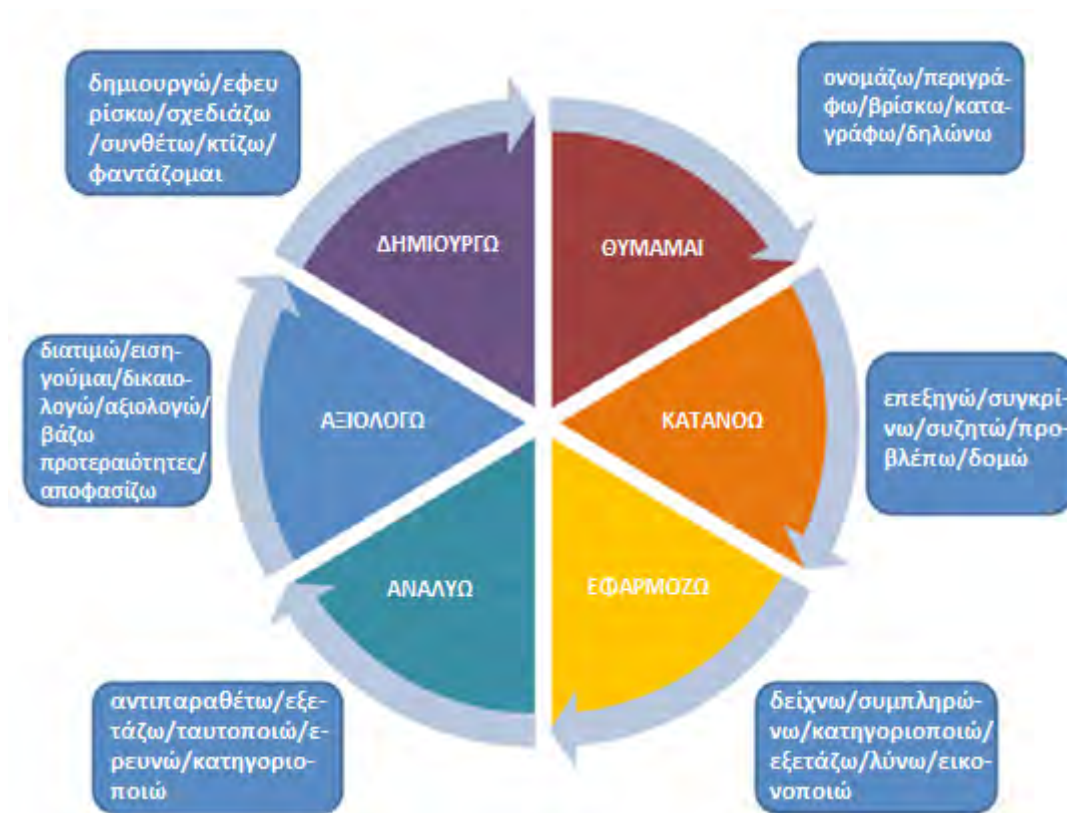 δημιουργώ/εφευ
ρίσκω/σχεδιάζω
/συνθέτω/κτίζω/
φαντάζομαι
ονομάζω/περιγρά-
φω/βρίσκω/κατα-
γράφω/δηλώνω
ΔΗΜΙΟΥΡΓΩ
ΘΥΜΑΜΑΙ
διατιμώ/ειση-
γούμαι/δικαιο-
λογώ/αξιολογώ/
βάζω
προτεραιότητες/
αποφασίζω
ΑΞΙΟΛΟΓΩ
ΚΑΤΑΝΟΩ
επεξηγώ/συγκρί-
νω/συζητώ/προ-
βλέπω/δομώ
ΑΝΑΛΥΩ
ΕΦΑΡΜΟΖΩ
αντιπαραθέτω/εξε-
τάζω/ταυτοποιώ/ε-
ρευνώ/κατηγοριο-
ποιώ
δείχνω/συμπληρώ-
νω/κατηγοριοποιώ/
εξετάζω/λύνω/εικο-
νοποιώ